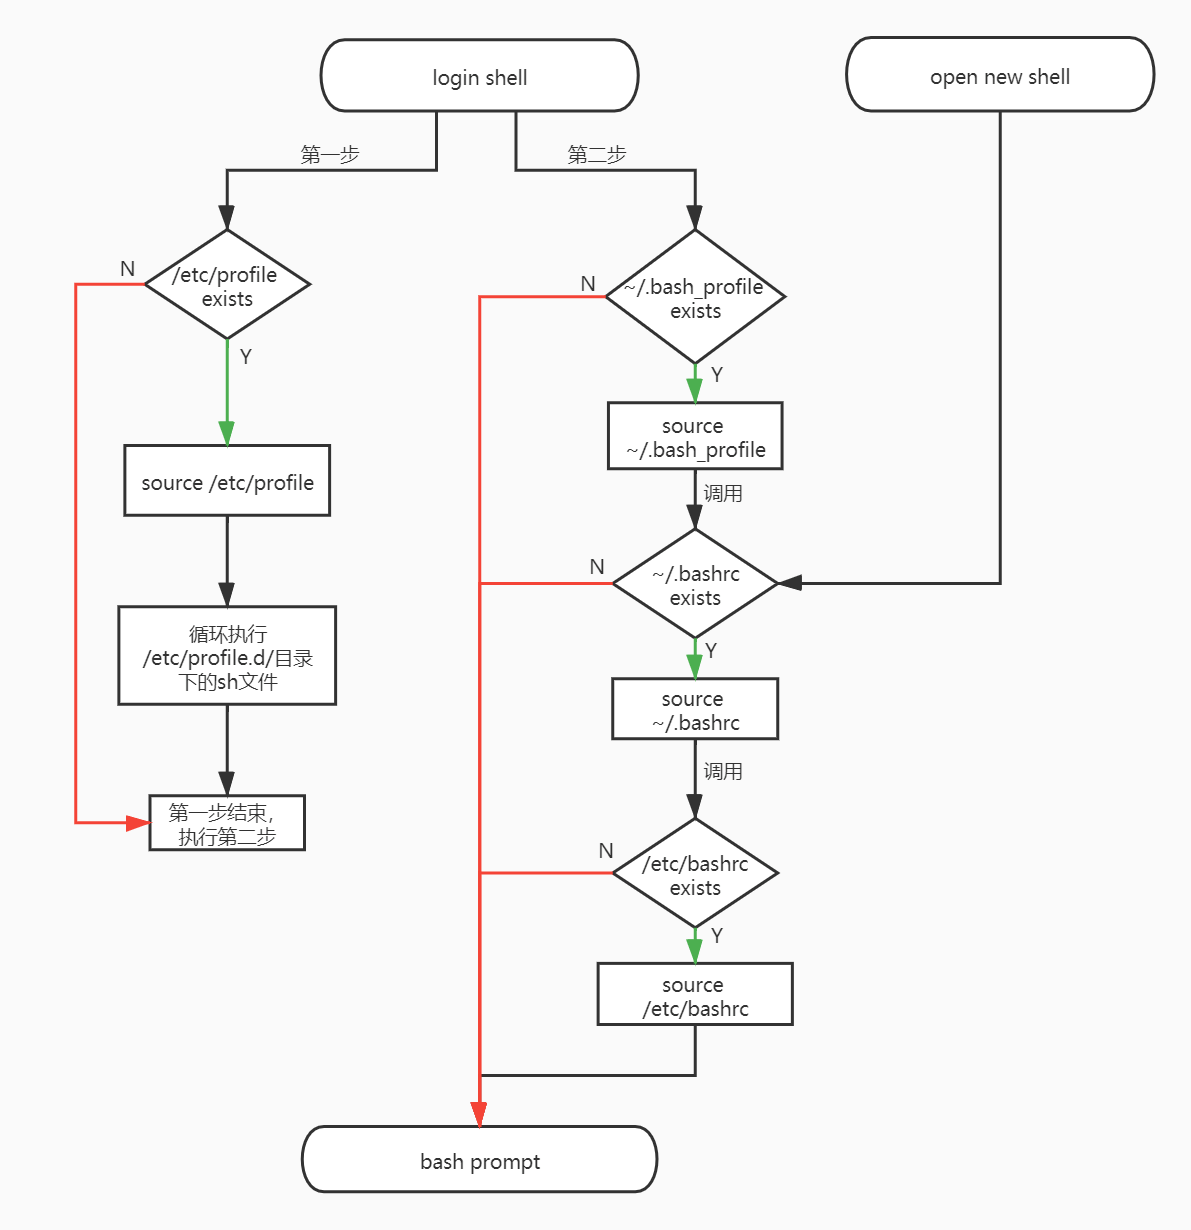 login shell
open new shell
第一步
第二步
N
/etc/profile
exists
Y
source /etc/profile
循环执行
/etc/profile.d/目录
下的sh文件
第一步结束，
执行第二步
N
~/.bash_profile
exists
Y
source
~/.bash_profile
调用
N
~/.bashrc
exists
Y
source
~/.bashrc
调用
N
/etc/bashrc
exists
Y
source
/etc/bashrc
bash prompt